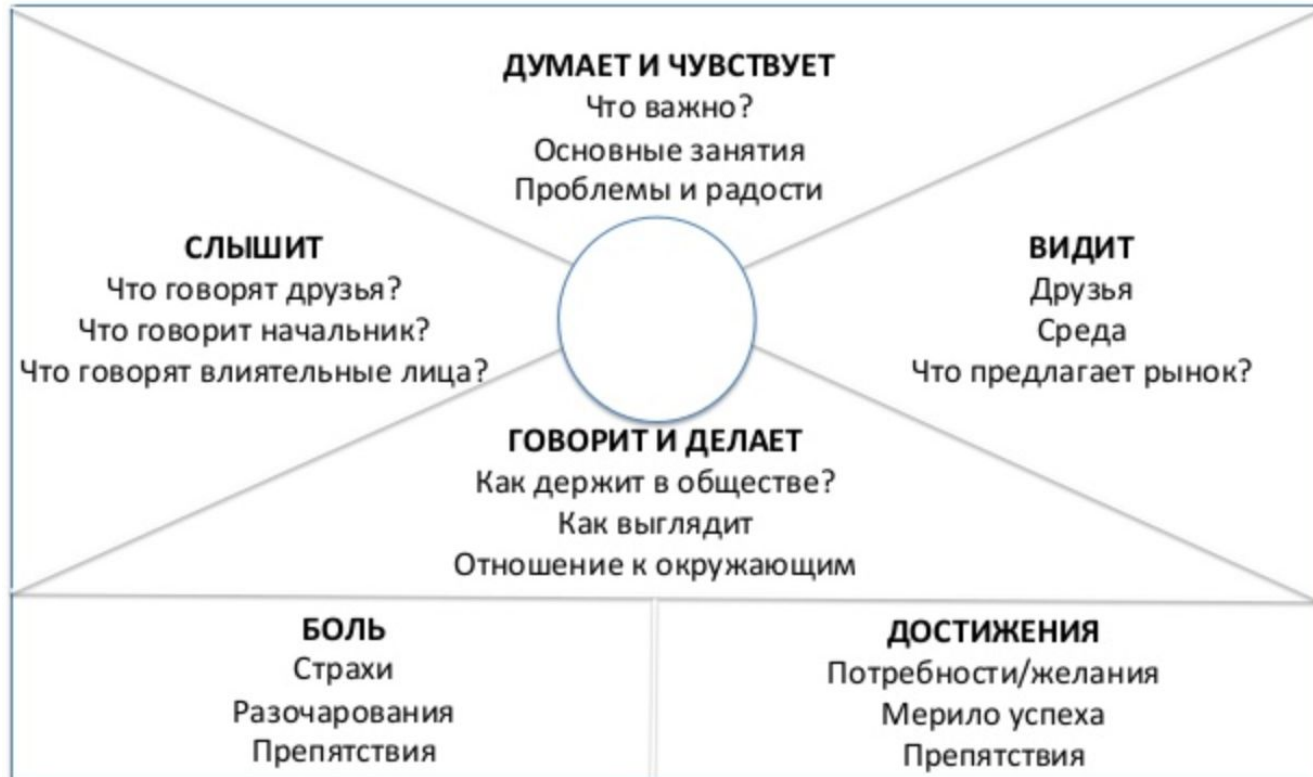 ДУМАЕТ И ЧУВСТВУЕТ
Что важно?
Основные занятия
Проблемы и радости
СЛЫШИТ
Что говорят друзья?
Что говорит начальник?
Что говорят влиятельные лица?
ВИДИТ
Друзья
Среда
Что предлагает рынок?
ГОВОРИТ И ДЕЛАЕТ
Как держит в обществе?
Как выглядит
Отношение к окружающим
БОЛЬ
Страхи
Разочарования
Препятствия
ДОСТИЖЕНИЯ
Потребности/желания
Мерило успеха
Препятствия